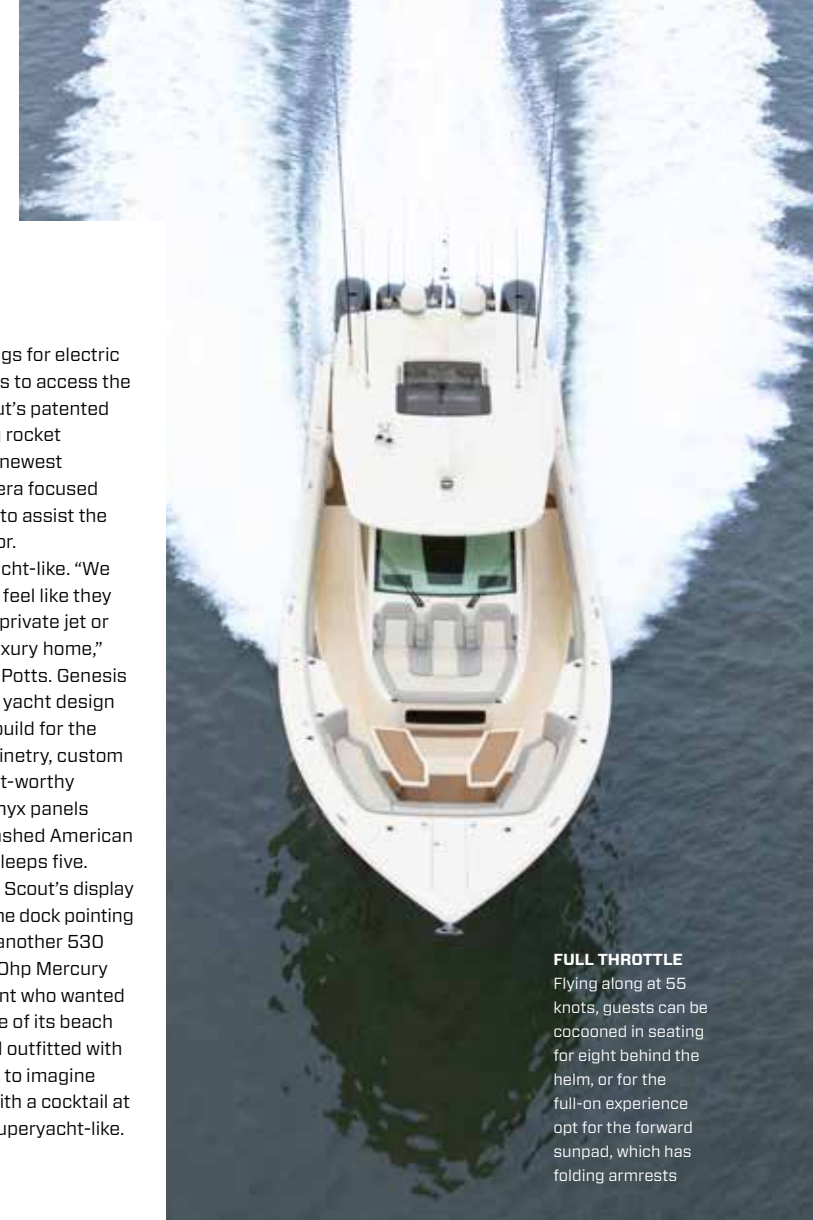 gs for electric
s to access the
ut’s patented
rocket
newest
era focused
to assist the
or.
cht-like. “We
feel like they
private jet or
xury home,”
Potts. Genesis
yacht design
build for the
inetry, custom
t-worthy
nyx panels
ashed American
leeps five.
Scout’s display
ne dock pointing
another 530
0hp Mercury
nt who wanted
e of its beach
outfitted with
to imagine
ith a cocktail at
uperyacht-like.
FULL THROTTLE
Flying along at 55
knots, guests can be
cocooned in seating
for eight behind the
helm, or for the
full-on experience
opt for the forward
sunpad, which has
folding armrests